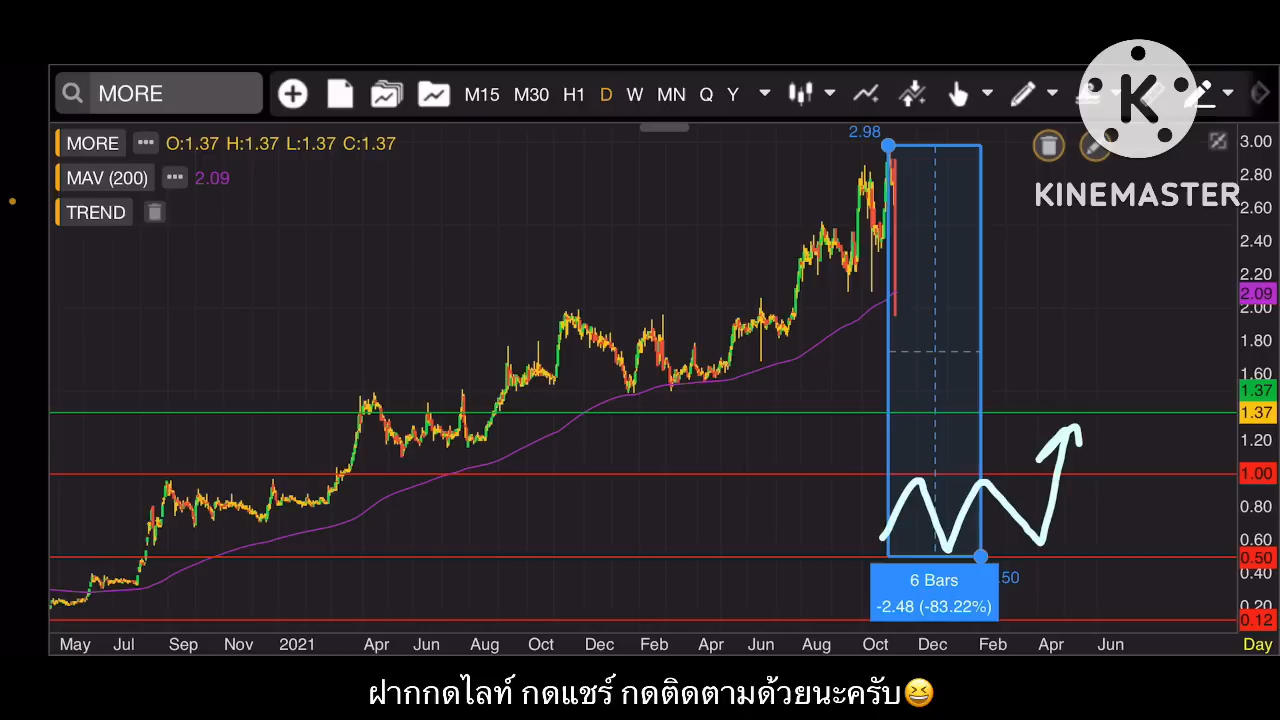 MORE M15 M30 H1 D W MN Q Y
K
KINEMASTER
MORE O:1.37 H:1.37 L:1.37 C:1.37
MAV (200) 2.09
TREND
2.98
3.00
2.80
2.60
2.40
2.20
2.09
2.00
1.80
1.60
1.37
1.37
1.20
1.00
0.80
0.60
0.50
0.40
0.20
0.12
.50
6 Bars
-2.48 (-83.22%)
May Jul Sep Nov 2021 Apr Jun Aug Oct Dec Feb Apr Jun Aug Oct Dec Feb Apr Jun Day
ฝากกดไลท์ กดแชร์ กดติดตามด้วยนะครับ😆